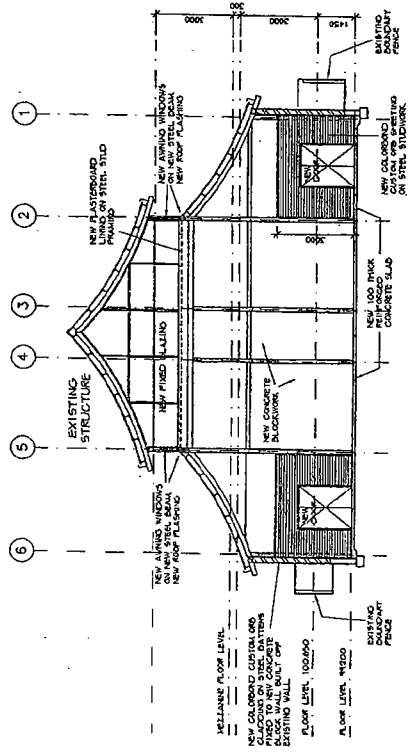 1
2
3
4
5
6
3000
3000
1450
EXISTING
BOUNDARY
FENCE
NEW AWNING WINDOWS
ON NEW STEEL BEAM
NEW ROOF FLASHING
NEW PLASTERBOARD
LINING ON STEEL STUD
FRAMING
NEW COLORBOND
CUSTOM ORB SHEETING
ON STEEL STUDWORK
NEW
DOOR
3000
NEW 100 THICK
REINFORCED
CONCRETE SLAB
EXISTING
STRUCTURE
NEW FIXED GLAZING
NEW CONCRETE
BLOCKWORK
NEW AWNING WINDOWS
ON NEW STEEL BEAM
NEW ROOF FLASHING
NEW
DOOR
MEZZANINE FLOOR LEVEL
NEW COLORBOND CUSTOM ORB
CLADDING ON STEEL BATTENS
FIXED TO NEW CONCRETE
BLOCK WALL BUILT OFF
EXISTING WALL
FLOOR LEVEL 100.650
FLOOR LEVEL 99.200
EXISTING
BOUNDARY
FENCE